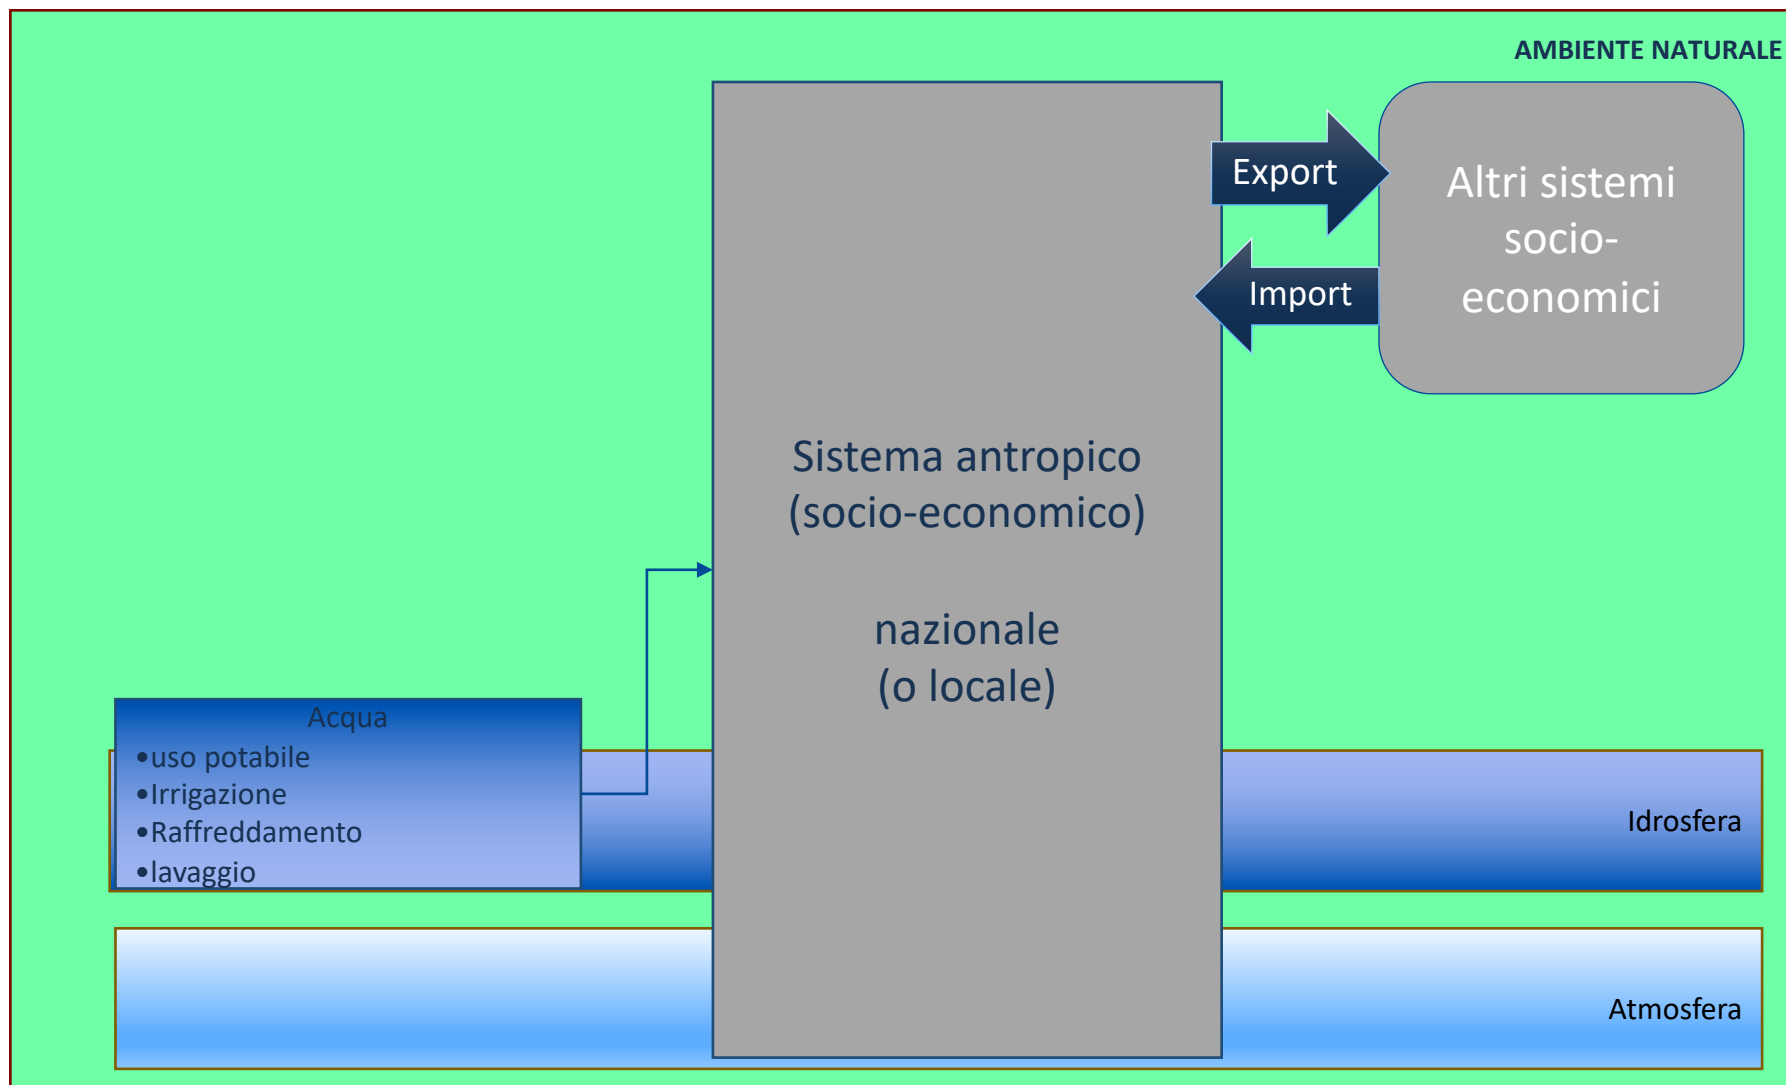 AMBIENTE NATURALE
Export
Import
Altri sistemi
socio-
economici
Sistema antropico
(socio-economico)
nazionale
(o locale)
Acqua
•uso potabile
•Irrigazione
•Raffreddamento
•lavaggio
Idrosfera
Atmosfera